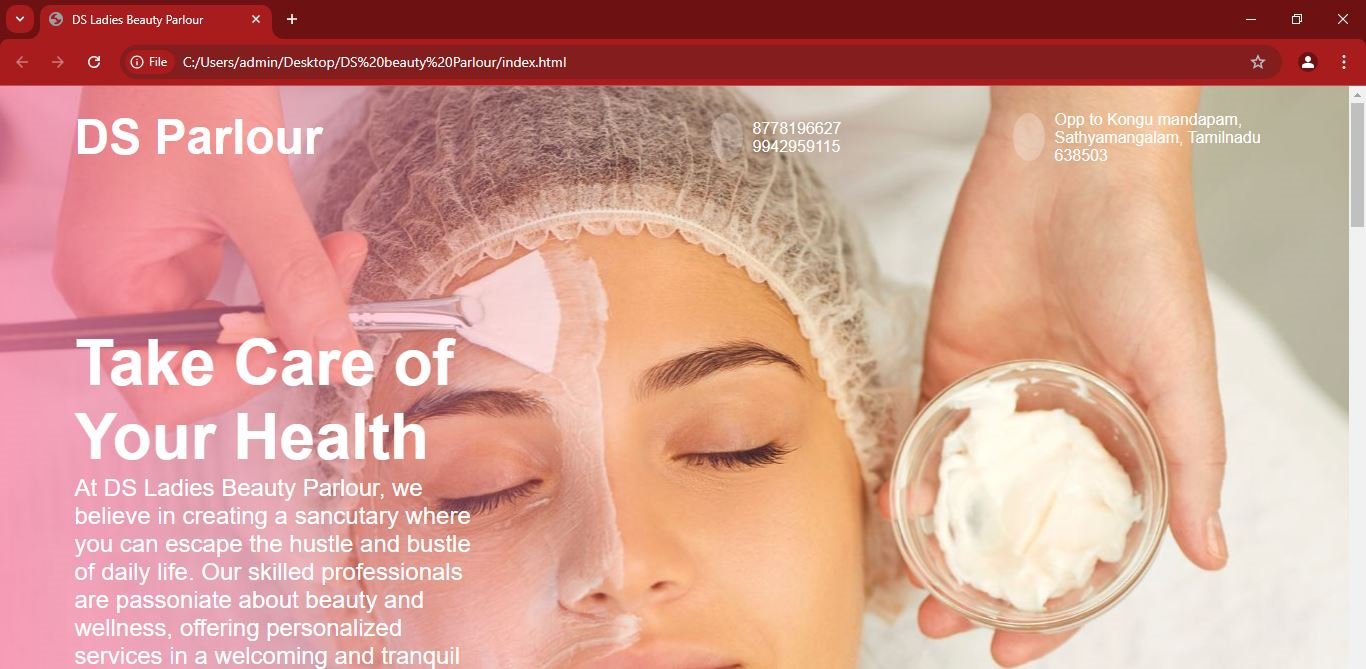 DS Ladies Beauty Parlour
File
C:/Users/admin/Desktop/DS%20beauty%20Parlour/index.html
DS Parlour
8778196627
9942959115
Opp to Kongu mandapam,
Sathyamangalam, Tamilnadu
638503
Take Care of
Your Health
At DS Ladies Beauty Parlour, we
believe in creating a sancutary where
you can escape the hustle and bustle
of daily life. Our skilled professionals
are passoniate about beauty and
wellness, offering personalized
services in a welcoming and tranquil